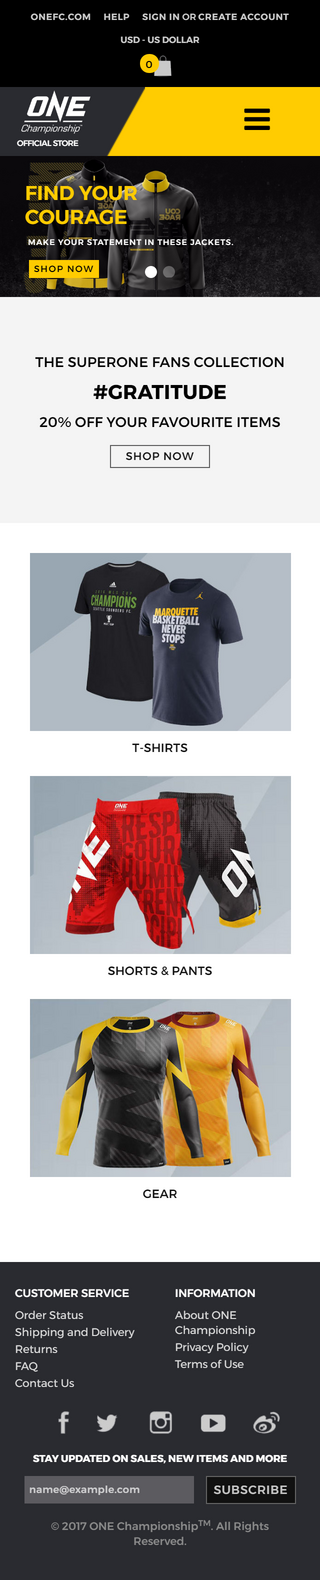 ONEFC.COM HELP SIGN IN OR CREATE ACCOUNT
USD - US DOLLAR
0
ONE
Championship
OFFICIAL STORE
FIND YOUR
COURAGE
MAKE YOUR STATEMENT IN THESE JACKETS.
SHOP NOW
THE SUPERONE FANS COLLECTION
#GRATITUDE
20% OFF YOUR FAVOURITE ITEMS
SHOP NOW
CHAMPIONS
MARQUETTE
BASKETBALL
NEVER
STOPS
T-SHIRTS
ONE
SHORTS & PANTS
GEAR
CUSTOMER SERVICE
Order Status
Shipping and Delivery
Returns
FAQ
Contact Us
INFORMATION
About ONE
Championship
Privacy Policy
Terms of Use
STAY UPDATED ON SALES, NEW ITEMS AND MORE
name@example.com SUBSCRIBE
© 2017 ONE Championship™. All Rights
Reserved.